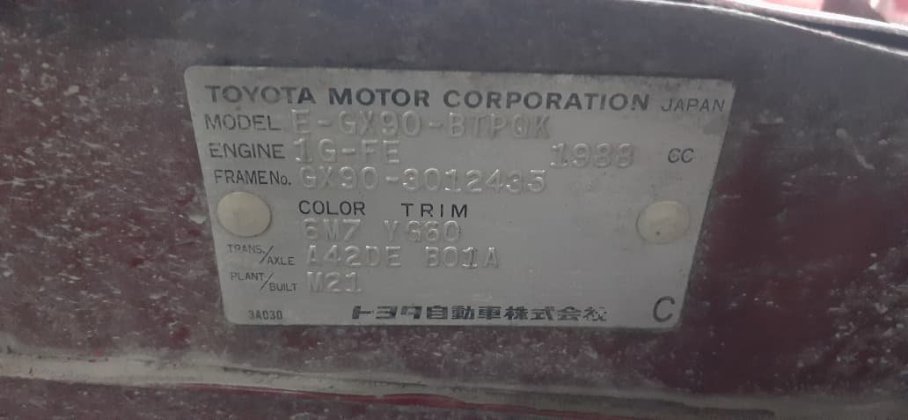 TOYOTA MOTOR CORPORATION JAPAN
MODEL E-GX90-BTPQK
ENGINE 1G-FE 1988 CC
FRAME No. GX90-3012435
COLOR TRIM
6M7 YG60
TRANS./AXLE A42DE B01A
PLANT/BUILT M21
3A030 トヨタ自動車株式会社 C